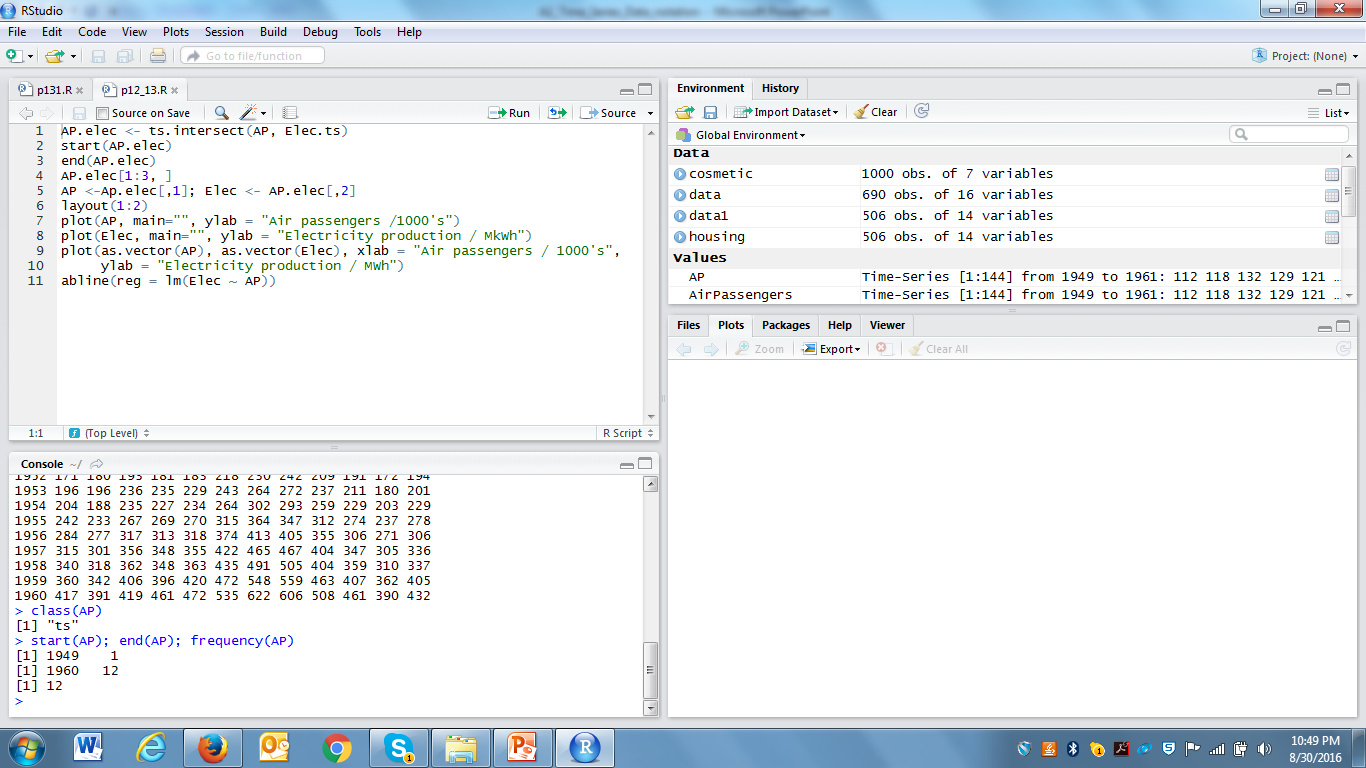 RStudio
File Edit Code View Plots Session Build Debug Tools Help
Go to file/function
Project: (None)
p131.R
p12_13.R
Source on Save
Run
Source
1 AP.elec <- ts.intersect(AP, Elec.ts)
2 start(AP.elec)
3 end(AP.elec)
4 AP.elec[1:3, ]
5 AP <-Ap.elec[,1]; Elec <- AP.elec[,2]
6 layout(1:2)
7 plot(AP, main="", ylab = "Air passengers /1000's")
8 plot(Elec, main="", ylab = "Electricity production / MkWh")
9 plot(as.vector(AP), as.vector(Elec), xlab = "Air passengers / 1000's",
10 ylab = "Electricity production / MWh")
11 abline(reg = lm(Elec ~ AP))
1:1 (Top Level) R Script
Console ~/
1952 171 180 193 181 183 218 230 242 209 191 172 194
1953 196 196 236 235 229 243 264 272 237 211 180 201
1954 204 188 235 227 234 264 302 293 259 229 203 229
1955 242 233 267 269 270 315 364 347 312 274 237 278
1956 284 277 317 313 318 374 413 405 355 306 271 306
1957 315 301 356 348 355 422 465 467 404 347 305 336
1958 340 318 362 348 363 435 491 505 404 359 310 337
1959 360 342 406 396 420 472 548 559 463 407 362 405
1960 417 391 419 461 472 535 622 606 508 461 390 432
> class(AP)
[1] "ts"
> start(AP); end(AP); frequency(AP)
[1] 1949 1
[1] 1960 12
[1] 12
>
Environment History
Import Dataset Clear List
Global Environment
Data
cosmetic 1000 obs. of 7 variables
data 690 obs. of 16 variables
data1 506 obs. of 14 variables
housing 506 obs. of 14 variables
Values
AP Time-Series [1:144] from 1949 to 1961: 112 118 132 129 121 …
AirPassengers Time-Series [1:144] from 1949 to 1961: 112 118 132 129 121 …
Files Plots Packages Help Viewer
Zoom Export Clear All
10:49 PM
8/30/2016